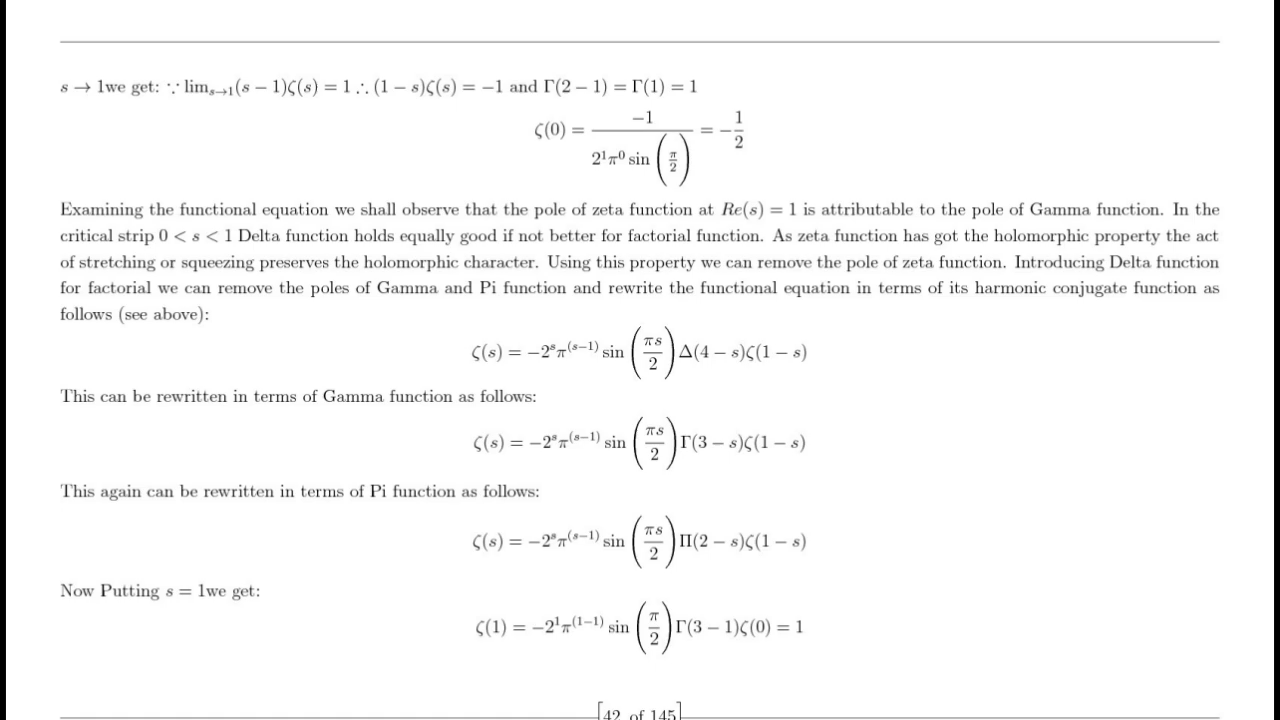 s → 1we get: ∵ lim_{s→1}(s − 1)ζ(s) = 1 ∴ (1 − s)ζ(s) = −1 and Γ(2 − 1) = Γ(1) = 1
ζ(0) = \frac{−1}{2^1 π^0 sin(\frac{π}{2})} = −\frac{1}{2}
Examining the functional equation we shall observe that the pole of zeta function at Re(s) = 1 is attributable to the pole of Gamma function. In the
critical strip 0 < s < 1 Delta function holds equally good if not better for factorial function. As zeta function has got the holomorphic property the act
of stretching or squeezing preserves the holomorphic character. Using this property we can remove the pole of zeta function. Introducing Delta function
for factorial we can remove the poles of Gamma and Pi function and rewrite the functional equation in terms of its harmonic conjugate function as
follows (see above):
ζ(s) = −2^s π^{(s−1)} sin(\frac{πs}{2}) Δ(4 − s)ζ(1 − s)
This can be rewritten in terms of Gamma function as follows:
ζ(s) = −2^s π^{(s−1)} sin(\frac{πs}{2}) Γ(3 − s)ζ(1 − s)
This again can be rewritten in terms of Pi function as follows:
ζ(s) = −2^s π^{(s−1)} sin(\frac{πs}{2}) Π(2 − s)ζ(1 − s)
Now Putting s = 1we get:
ζ(1) = −2^1 π^{(1−1)} sin(\frac{π}{2}) Γ(3 − 1)ζ(0) = 1
[42 of 145]